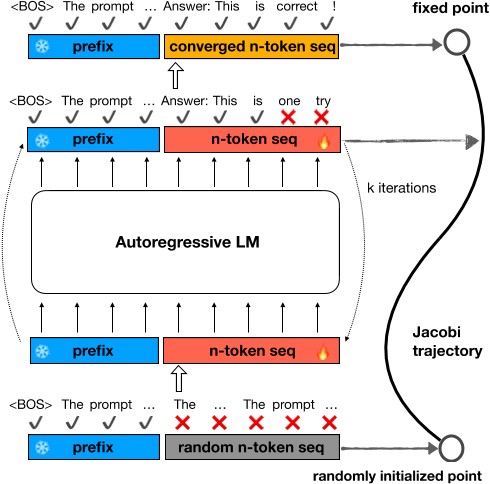 <BOS> The prompt ... Answer: This is correct ! fixed point
prefix converged n-token seq
<BOS> The prompt ... Answer: This is one try
prefix n-token seq
k iterations
Autoregressive LM
Jacobi
trajectory
prefix n-token seq
<BOS> The prompt ... The ... The prompt ...
prefix random n-token seq
randomly initialized point